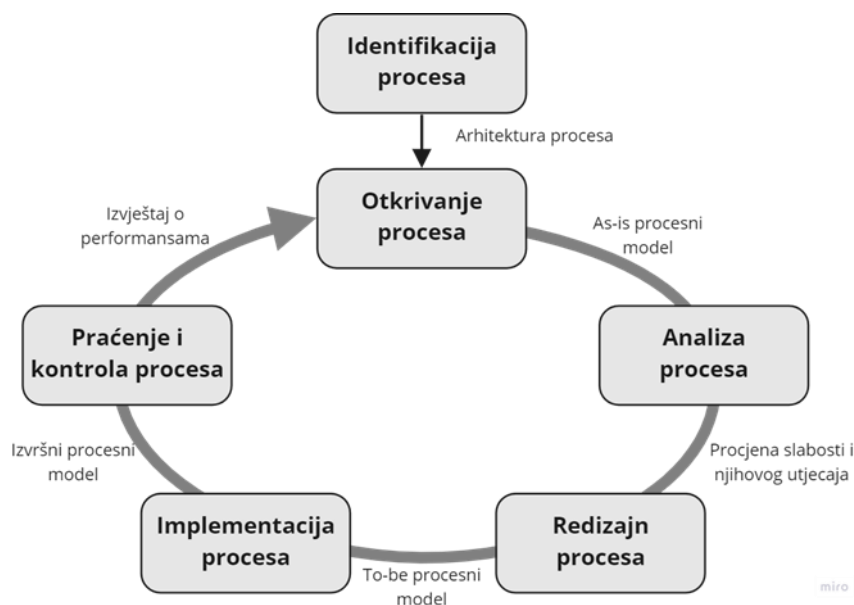 Identifikacija
procesa
Arhitektura procesa
Otkrivanje
procesa
As-is procesni
model
Analiza
procesa
Procjena slabosti i
njihovog utjecaja
Redizajn
procesa
To-be procesni
model
Implementacija
procesa
Izvršni procesni
model
Praćenje i
kontrola procesa
Izvještaj o
performansama
miro